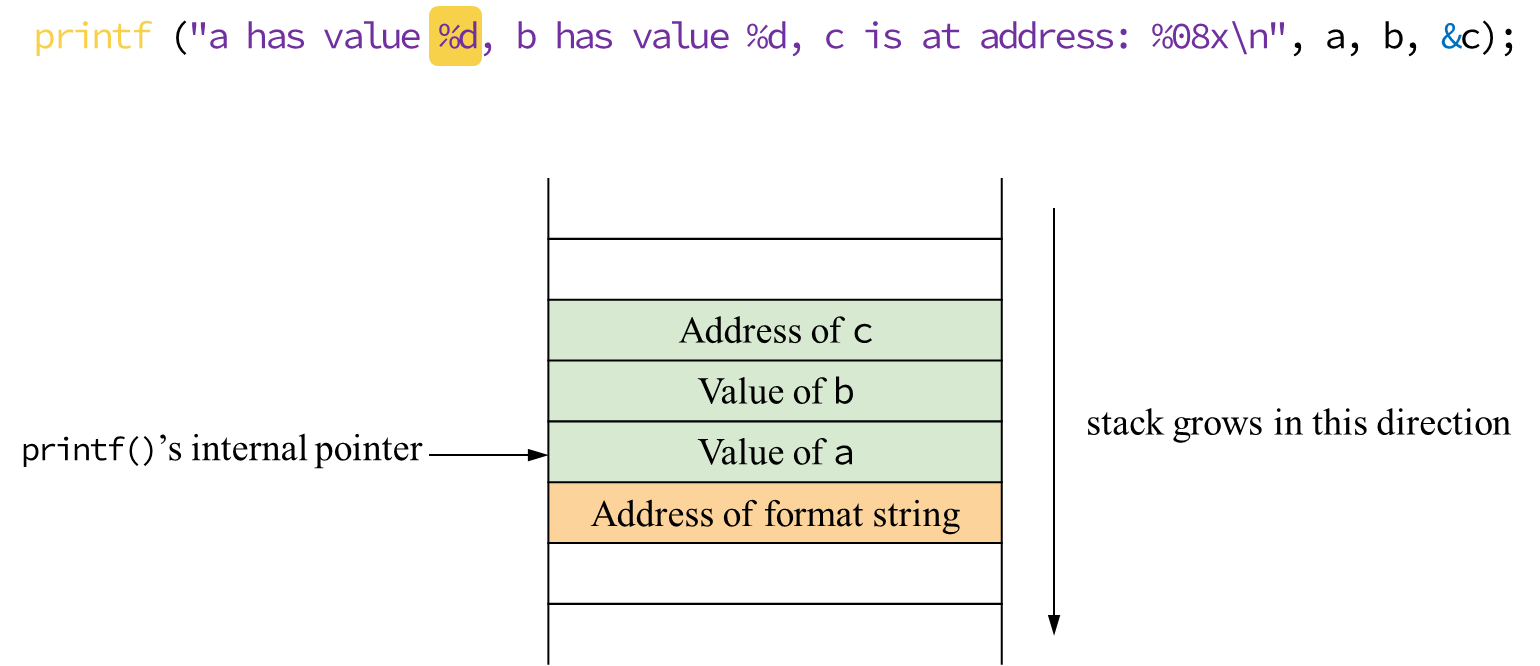 printf ("a has value %d, b has value %d, c is at address: %08x\n", a, b, &c);
Address of c
Value of b
stack grows in this direction
printf()’s internal pointer
Value of a
Address of format string